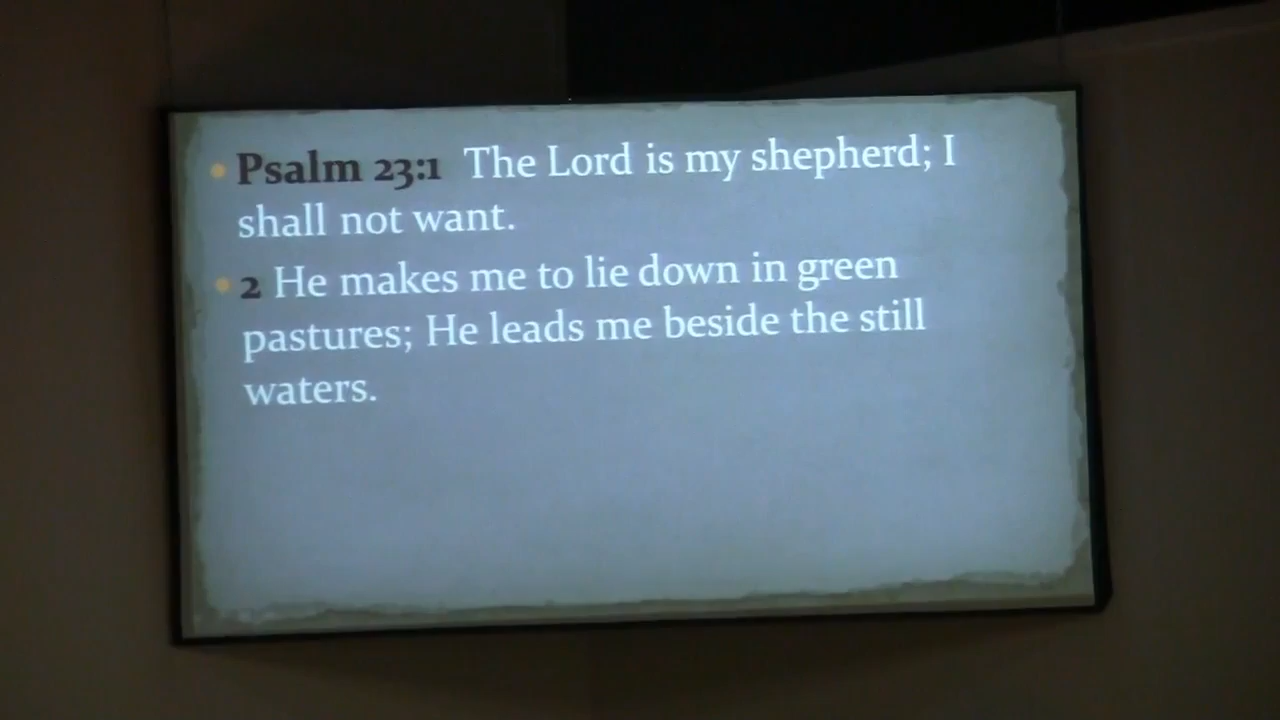 • Psalm 23:1 The Lord is my shepherd; I
shall not want.
• 2 He makes me to lie down in green
pastures; He leads me beside the still
waters.